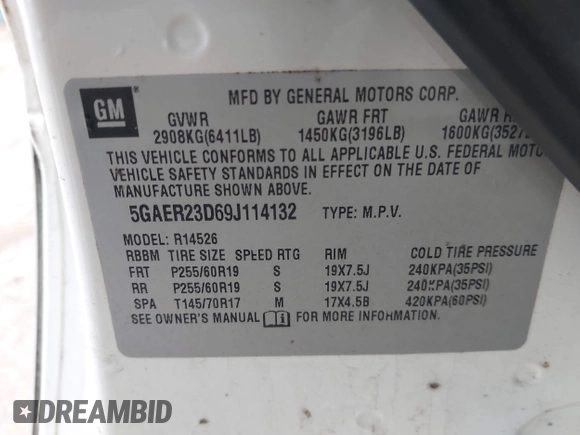 GM
MFD BY GENERAL MOTORS CORP.
GVWR GAWR FRT GAWR
2908KG(6411LB) 1450KG(3196LB)
THIS VEHICLE CONFORMS TO ALL APPLICABLE U.S. FEDERAL
VEHICLE SAFETY STANDARDS IN EFFECT ON THE DATE OF
MANUFACTURE SHOWN ABOVE.
5GAER23D69J114132 TYPE: M.P.V.
MODEL: R14526
RBBM TIRE SIZE SPEED RTG RIM COLD TIRE PRESSURE
FRT P255/60R19 S 19X7.5J 240KPA(35PSI)
RR P255/60R19 S 19X7.5J 240KPA(35PSI)
SPA T145/70R17 M 17X4.5B 420KPA(60PSI)
SEE OWNER'S MANUAL FOR MORE INFORMATION.
DREAMBID